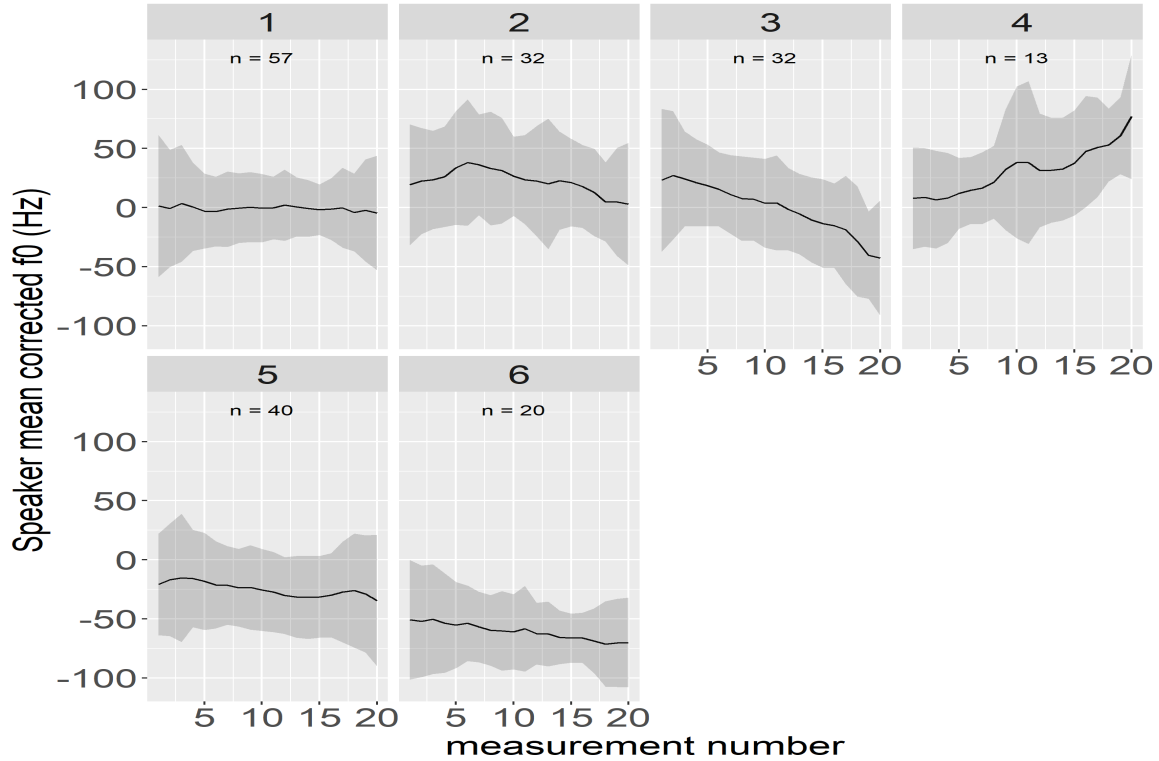 1 2 3 4
n = 57 n = 32 n = 32 n = 13
100
50
0
-50
-100
5 10 15 20 5 10 15 20
5 6
n = 40 n = 20
100
50
0
-50
-100
5 10 15 20 5 10 15 20
measurement number
Speaker mean corrected f0 (Hz)